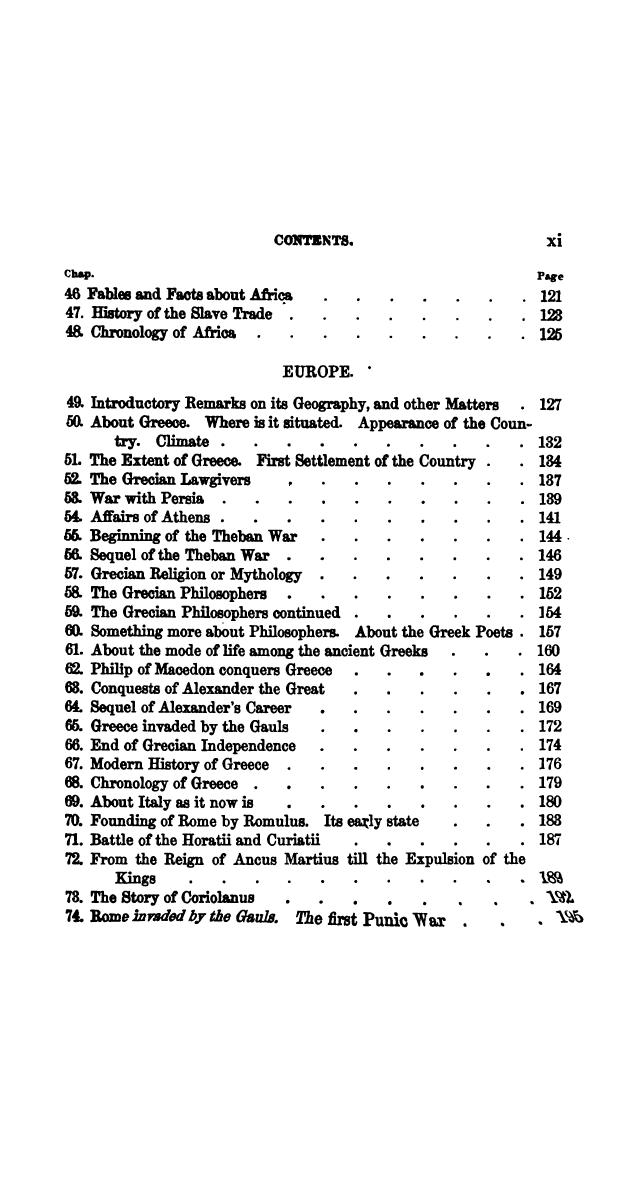 CONTENTS. xi
Chap. Page
46 Fables and Facts about Africa . . . . . . . 121
47. History of the Slave Trade . . . . . . . . 123
48. Chronology of Africa . . . . . . . . . 125
EUROPE.
49. Introductory Remarks on its Geography, and other Matters . 127
50. About Greece. Where is it situated. Appearance of the Coun-
try. Climate . . . . . . . . . . 132
51. The Extent of Greece. First Settlement of the Country . . 134
52. The Grecian Lawgivers . . . . . . . . 137
53. War with Persia . . . . . . . . . . 139
54. Affairs of Athens . . . . . . . . . . 141
55. Beginning of the Theban War . . . . . . . 144
56. Sequel of the Theban War . . . . . . . . 146
57. Grecian Religion or Mythology . . . . . . . 149
58. The Grecian Philosophers . . . . . . . . 152
59. The Grecian Philosophers continued . . . . . . 154
60. Something more about Philosophers. About the Greek Poets . 157
61. About the mode of life among the ancient Greeks . . . 160
62. Philip of Macedon conquers Greece . . . . . . 164
63. Conquests of Alexander the Great . . . . . . 167
64. Sequel of Alexander's Career . . . . . . . 169
65. Greece invaded by the Gauls . . . . . . . 172
66. End of Grecian Independence . . . . . . . 174
67. Modern History of Greece . . . . . . . . 176
68. Chronology of Greece . . . . . . . . . 179
69. About Italy as it now is . . . . . . . . 180
70. Founding of Rome by Romulus. Its early state . . . 183
71. Battle of the Horatii and Curiatii . . . . . . 187
72. From the Reign of Ancus Martius till the Expulsion of the
Kings . . . . . . . . . . . 189
73. The Story of Coriolanus . . . . . . . . 192
74. Rome invaded by the Gauls. The first Punic War . . . 195